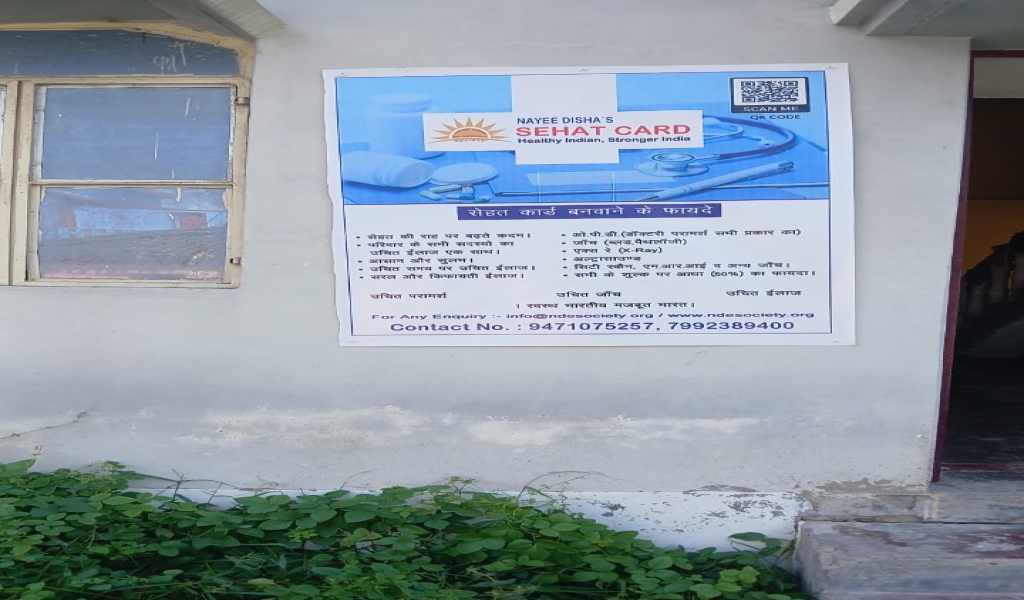 NAYEE DISHA'S
SEHAT CARD
Healthy Indian, Stronger India
SCAN ME
QR CODE
सेहत कार्ड बनवाने के फायदे
• सेहत की राह पर बढ़ते कदम।
• परिवार के सभी सदस्यों का
उचित ईलाज एक साथ।
• आसान और सुलभ।
• उचित समय पर उचित ईलाज।
• सरल और किफायती ईलाज।
• ओ.पी.डी.(डॉक्टरी परामर्श सभी प्रकार का)
• जाँच (ब्लड,पैथलॉजी)
• एक्स रे (X-Ray)
• अल्ट्रासाउण्ड
• सिटी स्कैन, एम.आर.आई व अन्य जाँच।
• सभी के शुल्क पर आधा (50%) का फायदा।
उचित परामर्श उचित जाँच उचित ईलाज
। स्वस्थ भारतीय मजबूत भारत।
For Any Enquiry :- info@ndesociety.org / www.ndesociety.org
Contact No. : 9471075257, 7992389400